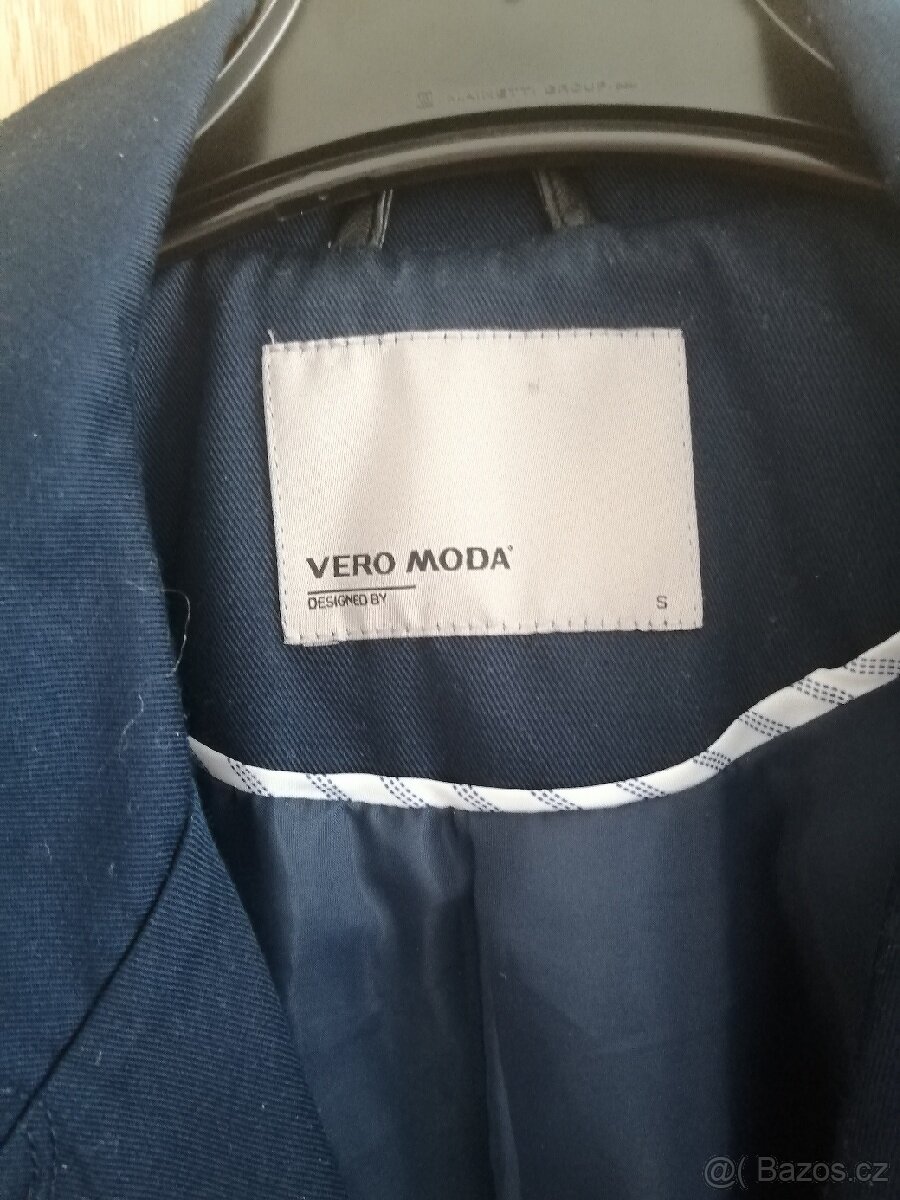 VERO MODA®
DESIGNED BY
S
@( Bazos.cz